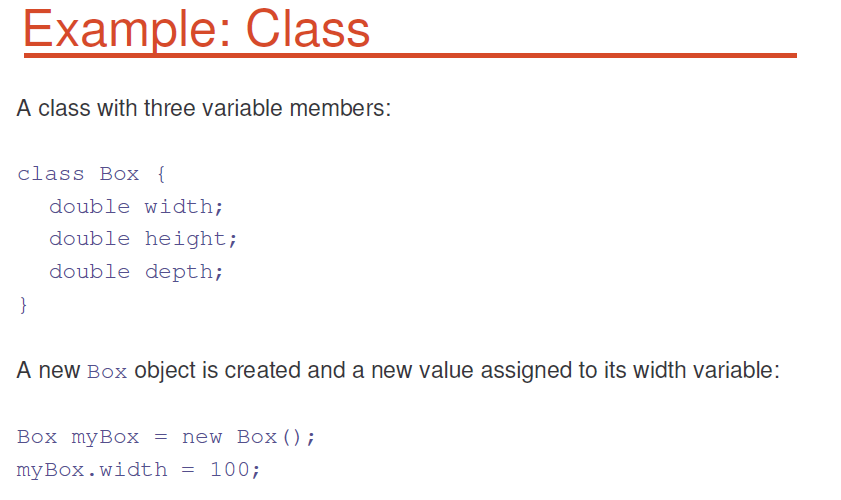 Example: Class
A class with three variable members:
class Box {
double width;
double height;
double depth;
}
A new Box object is created and a new value assigned to its width variable:
Box myBox = new Box();
myBox.width = 100;